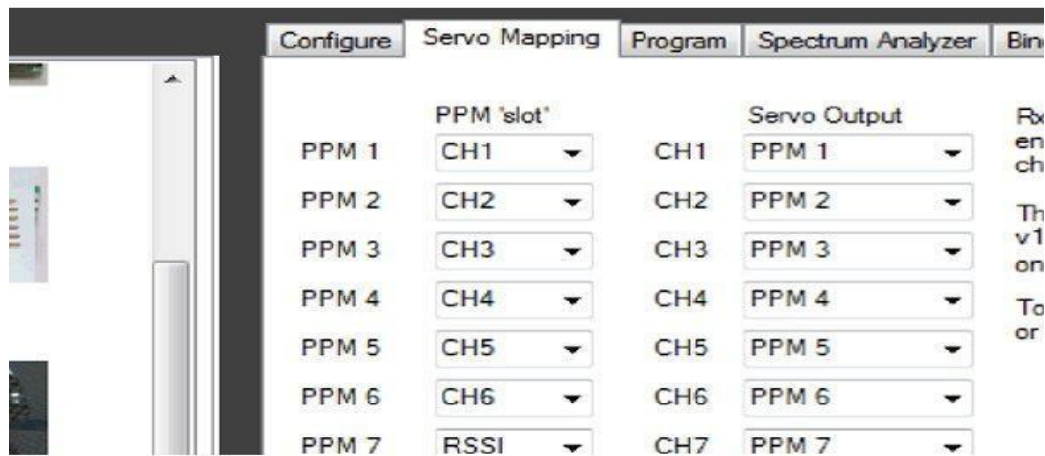 Configure Servo Mapping Program Spectrum Analyzer
PPM "slot" Servo Output
PPM 1 CH1 CH1 PPM 1
PPM 2 CH2 CH2 PPM 2
PPM 3 CH3 CH3 PPM 3
PPM 4 CH4 CH4 PPM 4
PPM 5 CH5 CH5 PPM 5
PPM 6 CH6 CH6 PPM 6
PPM 7 RSSI CH7 PPM 7